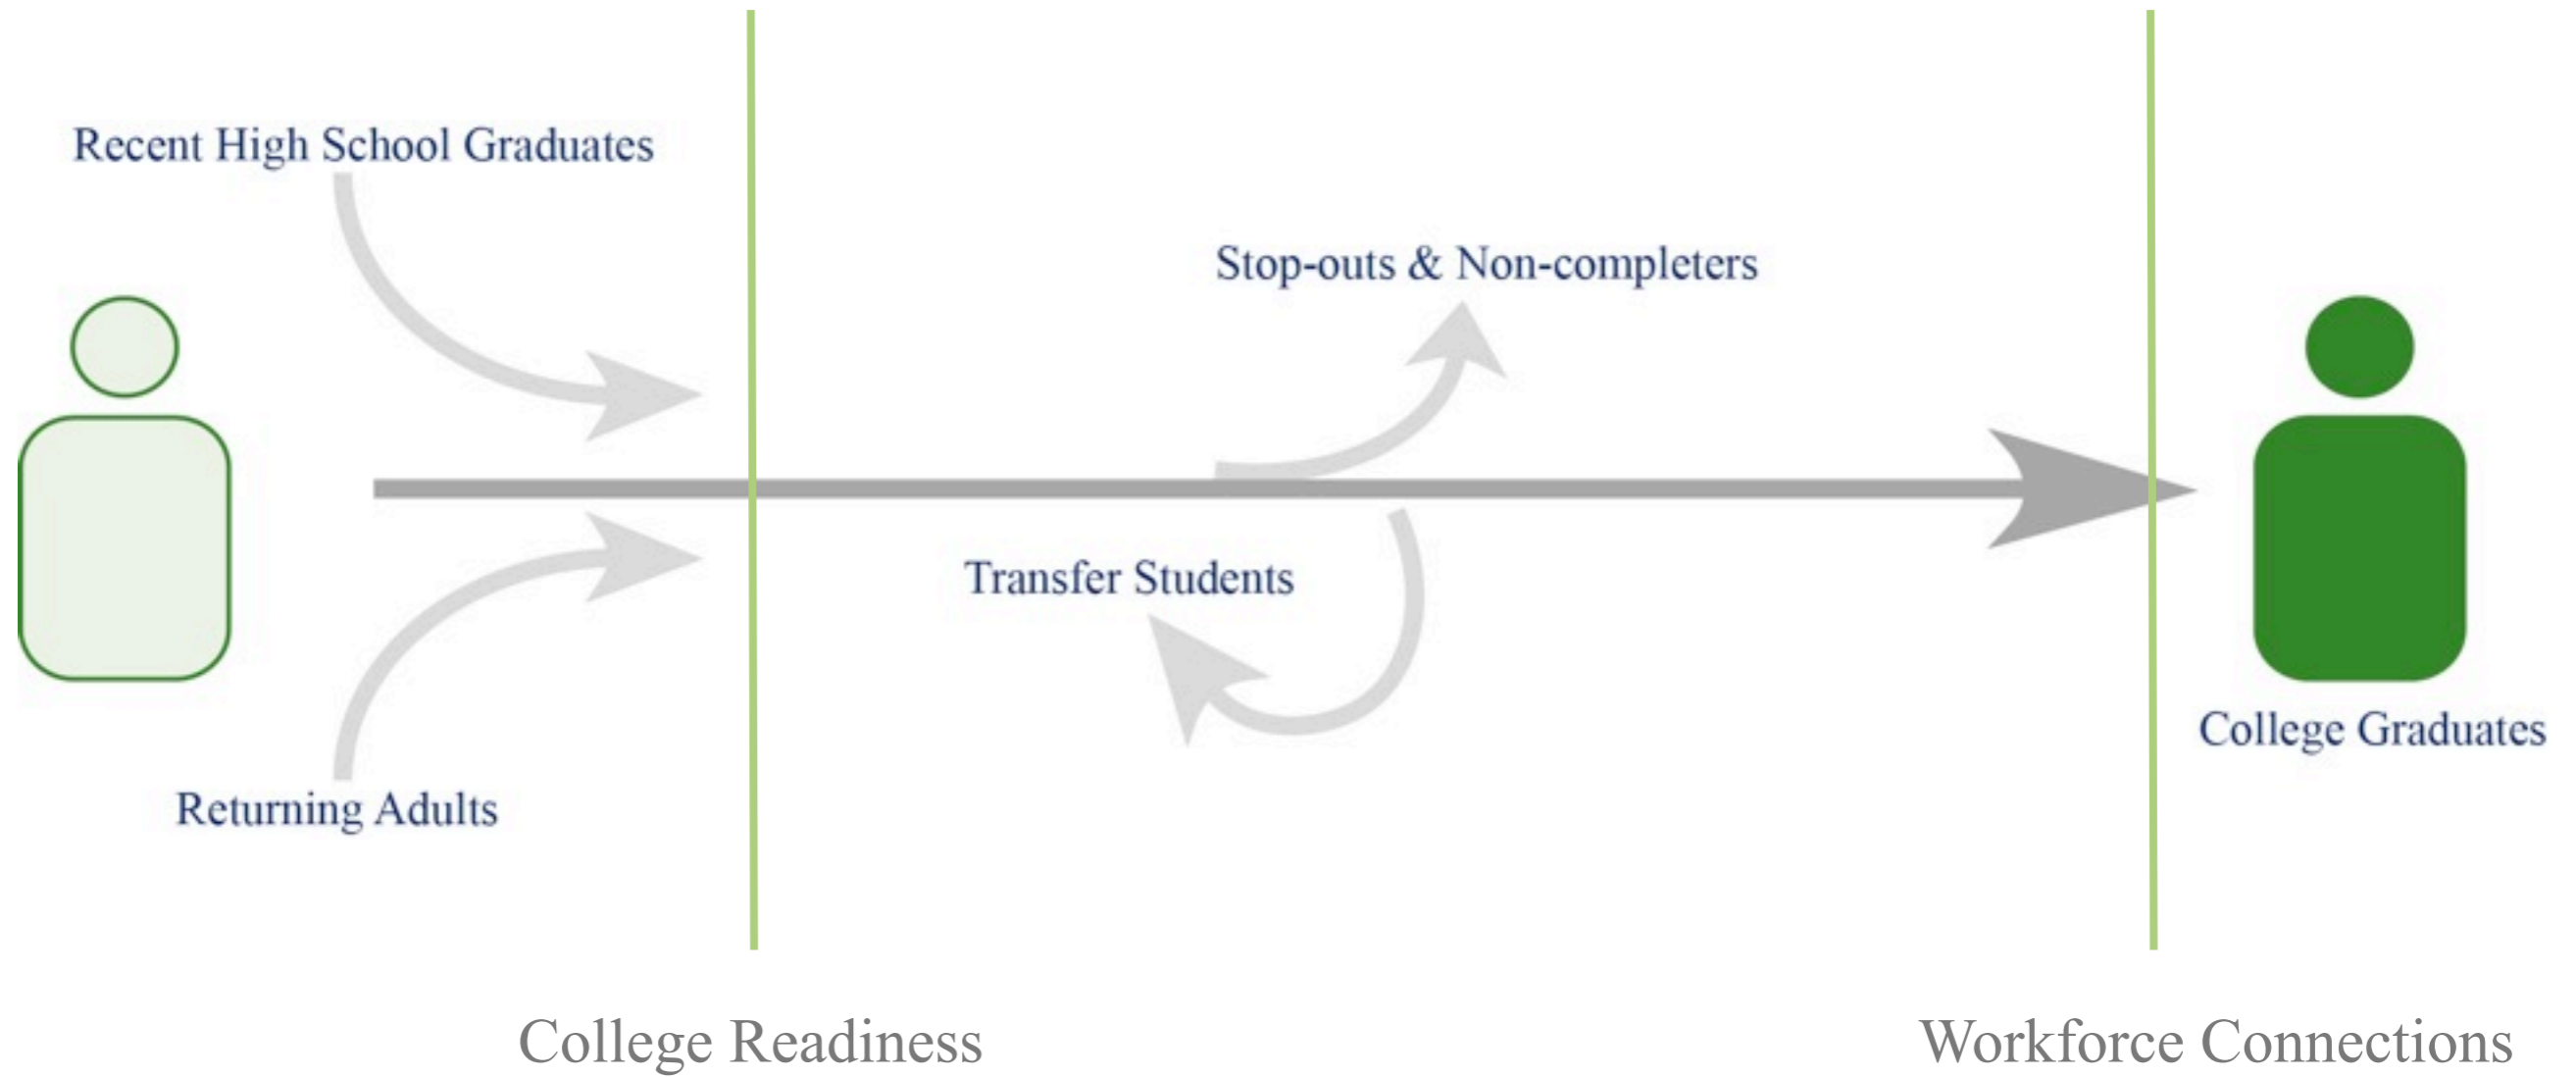 Recent High School Graduates
Stop-outs & Non-completers
Transfer Students
College Graduates
Returning Adults
College Readiness
Workforce Connections